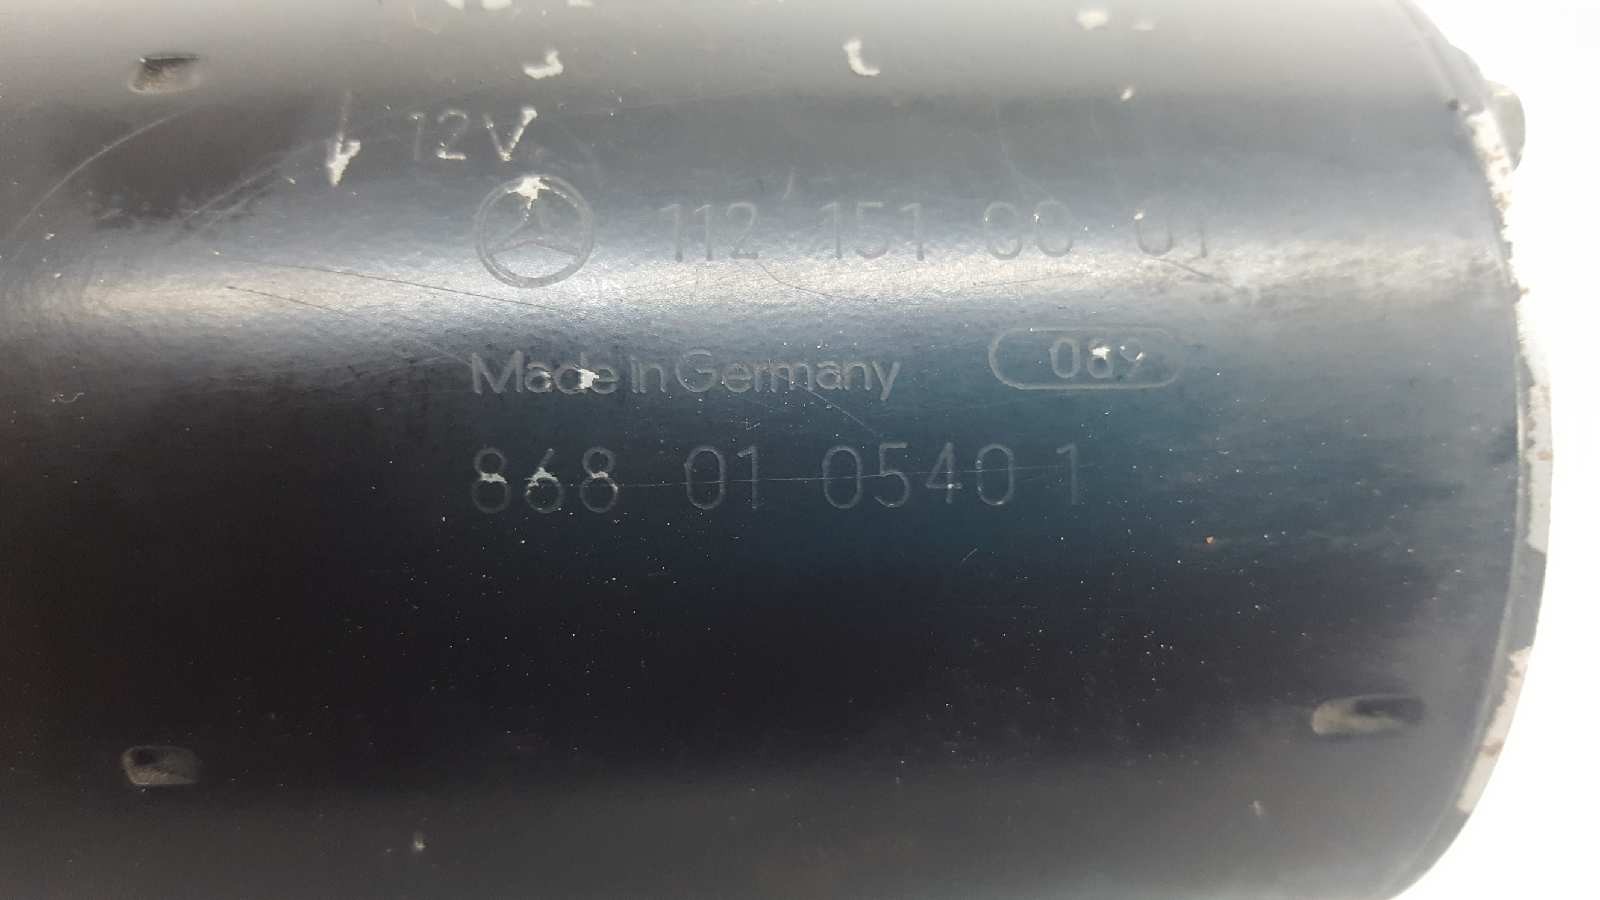 12V
112 151 00 01
Made in Germany 089
868 01 0540 1